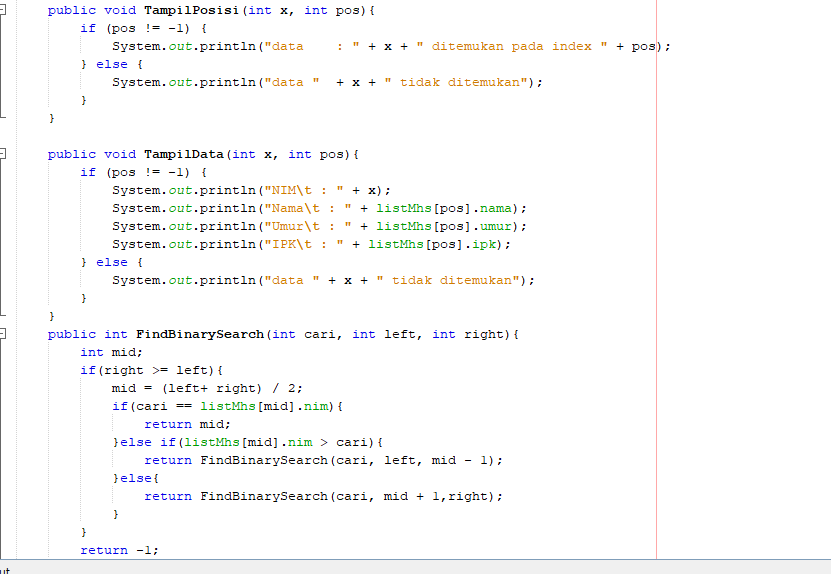 public void TampilPosisi(int x, int pos){
if (pos != -1) {
System.out.println("data    : " + x + " ditemukan pada index " + pos);
} else {
System.out.println("data "  + x + " tidak ditemukan");
}
}
public void TampilData(int x, int pos){
if (pos != -1) {
System.out.println("NIM\t : " + x);
System.out.println("Nama\t : " + listMhs[pos].nama);
System.out.println("Umur\t : " + listMhs[pos].umur);
System.out.println("IPK\t : " + listMhs[pos].ipk);
} else {
System.out.println("data " + x + " tidak ditemukan");
}
}
public int FindBinarySearch(int cari, int left, int right){
int mid;
if(right >= left){
mid = (left+ right) / 2;
if(cari == listMhs[mid].nim){
return mid;
}else if(listMhs[mid].nim > cari){
return FindBinarySearch(cari, left, mid - 1);
}else{
return FindBinarySearch(cari, mid + 1,right);
}
}
return -1;